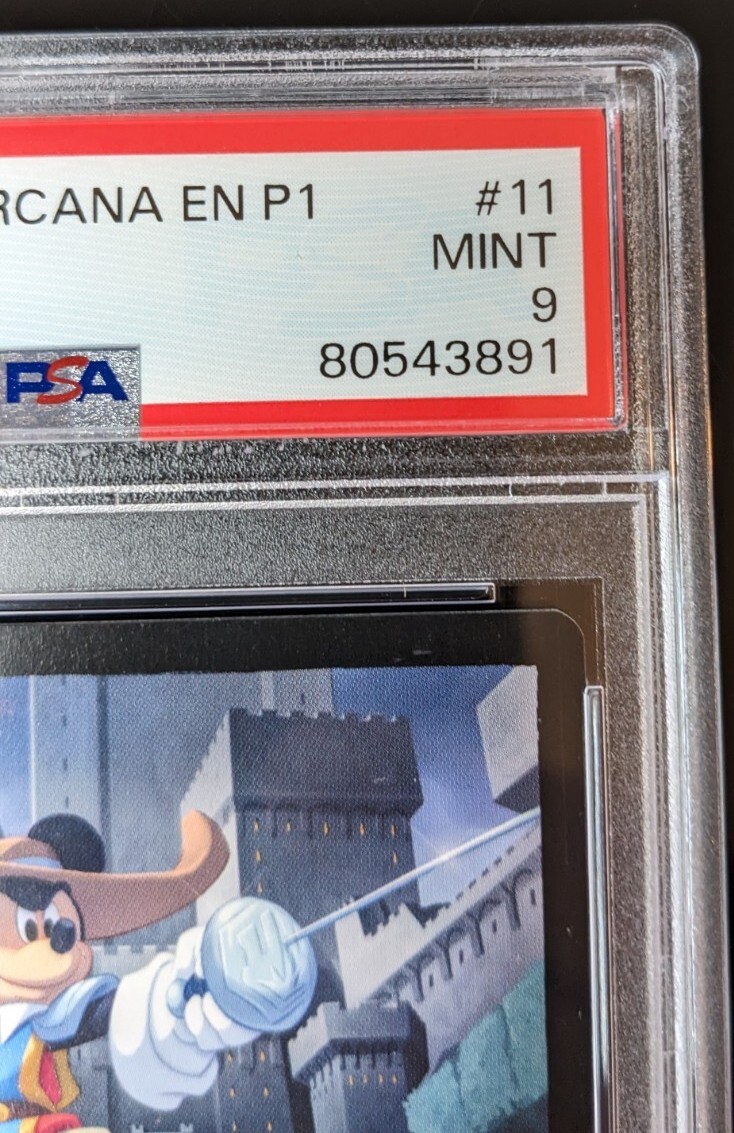 RCANA EN P1 #11
MINT
9
80543891
PSA